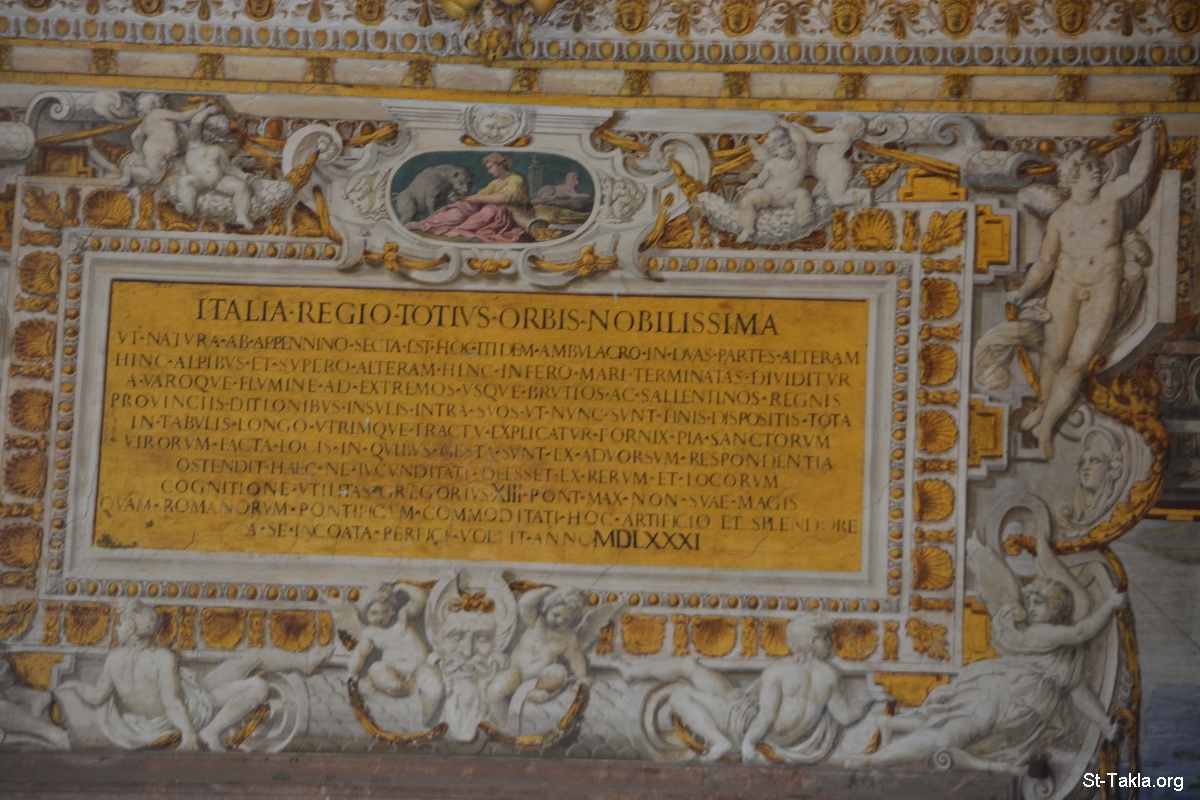 ITALIA·REGIO·TOTIVS·ORBIS·NOBILISSIMA
VT·NATVRA·AB·APPENNINO·SECTA·EST·HOC·ITIDEM·AMBVLACRO·IN·DVAS·PARTES·ALTERAM
HINC·ALPIBVS·ET·SVPERO·ALTERAM·HINC·INFERO·MARI·TERMINATAS·DIVIDITVR
A·VAROQVE·FLVMINE·AD·EXTREMOS·VSQVE·BRVTIOS·AC·SALLENTINOS·REGNIS
PROVINCIIS·DITIONIBVS·INSVLIS·INTRA·SVOS·VT·NVNC·SVNT·FINIS·DISPOSITIS·TOTA
IN·TABVLIS·LONGO·VTRIMQVE·TRACTV·EXPLICATVR·FORNIX·PIA·SANCTORVM
VIRORVM·FACTA·LOCIS·IN·QVIBVS·GESTA·SVNT·EX·ADVORSVM·RESPONDENTIA
OSTENDIT·HAEC·NE·IVCVNDITATI·DEESSET·EX·RERVM·ET·LOCORVM
COGNITIONE·VTILITAS·GREGORIVS·XIII·PONT·MAX·NON·SVAE·MAGIS
QVAM·ROMANORVM·PONTIFICVM·COMMODITATI·HOC·ARTIFICIO·ET·SPLENDORE
A·SE·INCOATA·PERFICI·VOLVIT·ANNO·MDLXXXI
St-Takla.org